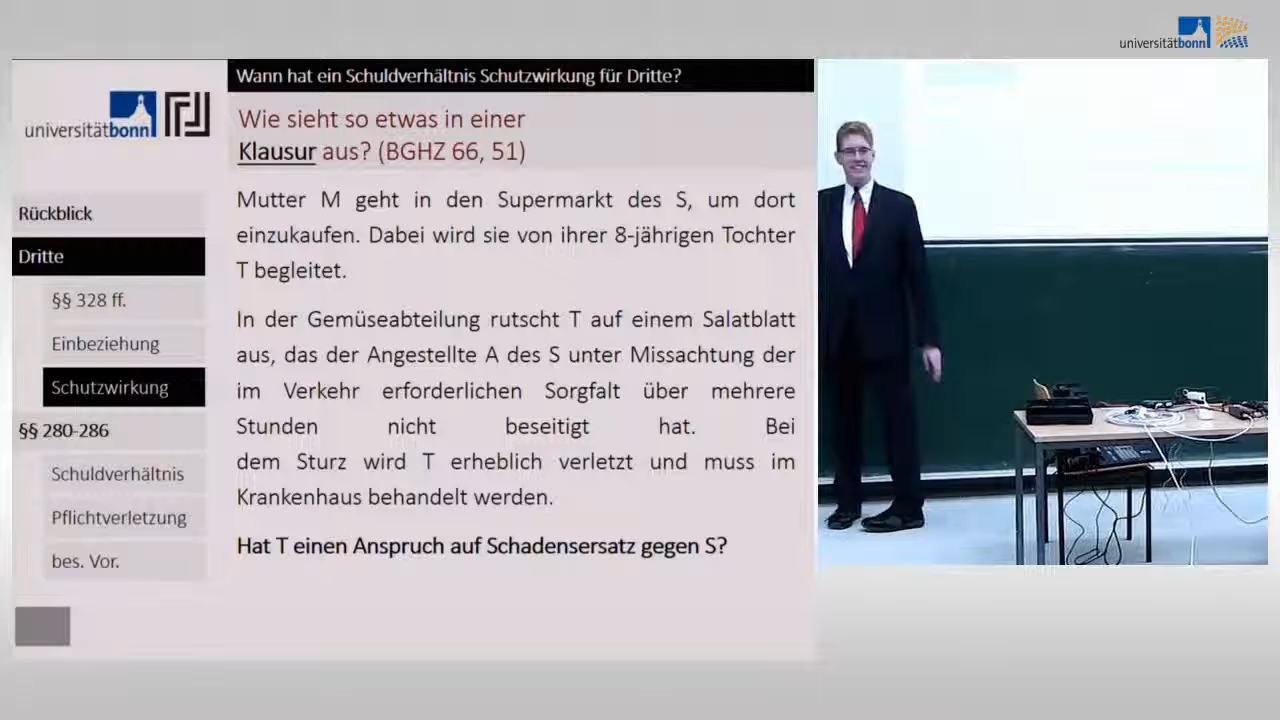 universitätbonn
universitätbonn
Rückblick
Dritte
§§ 328 ff.
Einbeziehung
Schutzwirkung
§§ 280-286
Schuldverhältnis
Pflichtverletzung
bes. Vor.
Wann hat ein Schuldverhältnis Schutzwirkung für Dritte?
Wie sieht so etwas in einer
Klausur aus? (BGHZ 66, 51)
Mutter M geht in den Supermarkt des S, um dort
einzukaufen. Dabei wird sie von ihrer 8-jährigen Tochter
T begleitet.
In der Gemüseabteilung rutscht T auf einem Salatblatt
aus, das der Angestellte A des S unter Missachtung der
im Verkehr erforderlichen Sorgfalt über mehrere
Stunden nicht beseitigt hat. Bei
dem Sturz wird T erheblich verletzt und muss im
Krankenhaus behandelt werden.
Hat T einen Anspruch auf Schadensersatz gegen S?